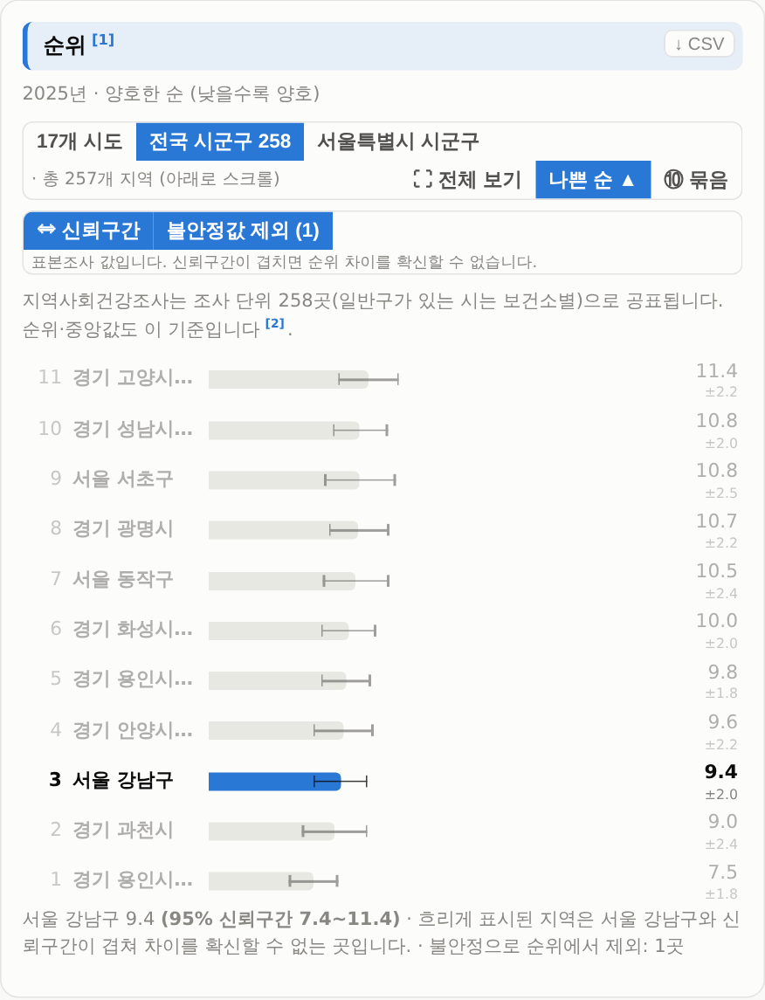 순위 [1]
↓ CSV
2025년 · 양호한 순 (낮을수록 양호)
17개 시도 전국 시군구 258 서울특별시 시군구
· 총 257개 지역 (아래로 스크롤) ⛶ 전체 보기 나쁜 순 ▲ ⑩ 묶음
⇔ 신뢰구간 불안정값 제외 (1)
표본조사 값입니다. 신뢰구간이 겹치면 순위 차이를 확신할 수 없습니다.
지역사회건강조사는 조사 단위 258곳(일반구가 있는 시는 보건소별)으로 공표됩니다.
순위·중앙값도 이 기준입니다 [2] .
11 경기 고양시… 11.4
±2.2
10 경기 성남시… 10.8
±2.0
9 서울 서초구 10.8
±2.5
8 경기 광명시 10.7
±2.2
7 서울 동작구 10.5
±2.4
6 경기 화성시… 10.0
±2.0
5 경기 용인시… 9.8
±1.8
4 경기 안양시… 9.6
±2.2
3 서울 강남구 9.4
±2.0
2 경기 과천시 9.0
±2.4
1 경기 용인시… 7.5
±1.8
서울 강남구 9.4 (95% 신뢰구간 7.4~11.4) · 흐리게 표시된 지역은 서울 강남구와 신
뢰구간이 겹쳐 차이를 확신할 수 없는 곳입니다. · 불안정으로 순위에서 제외: 1곳